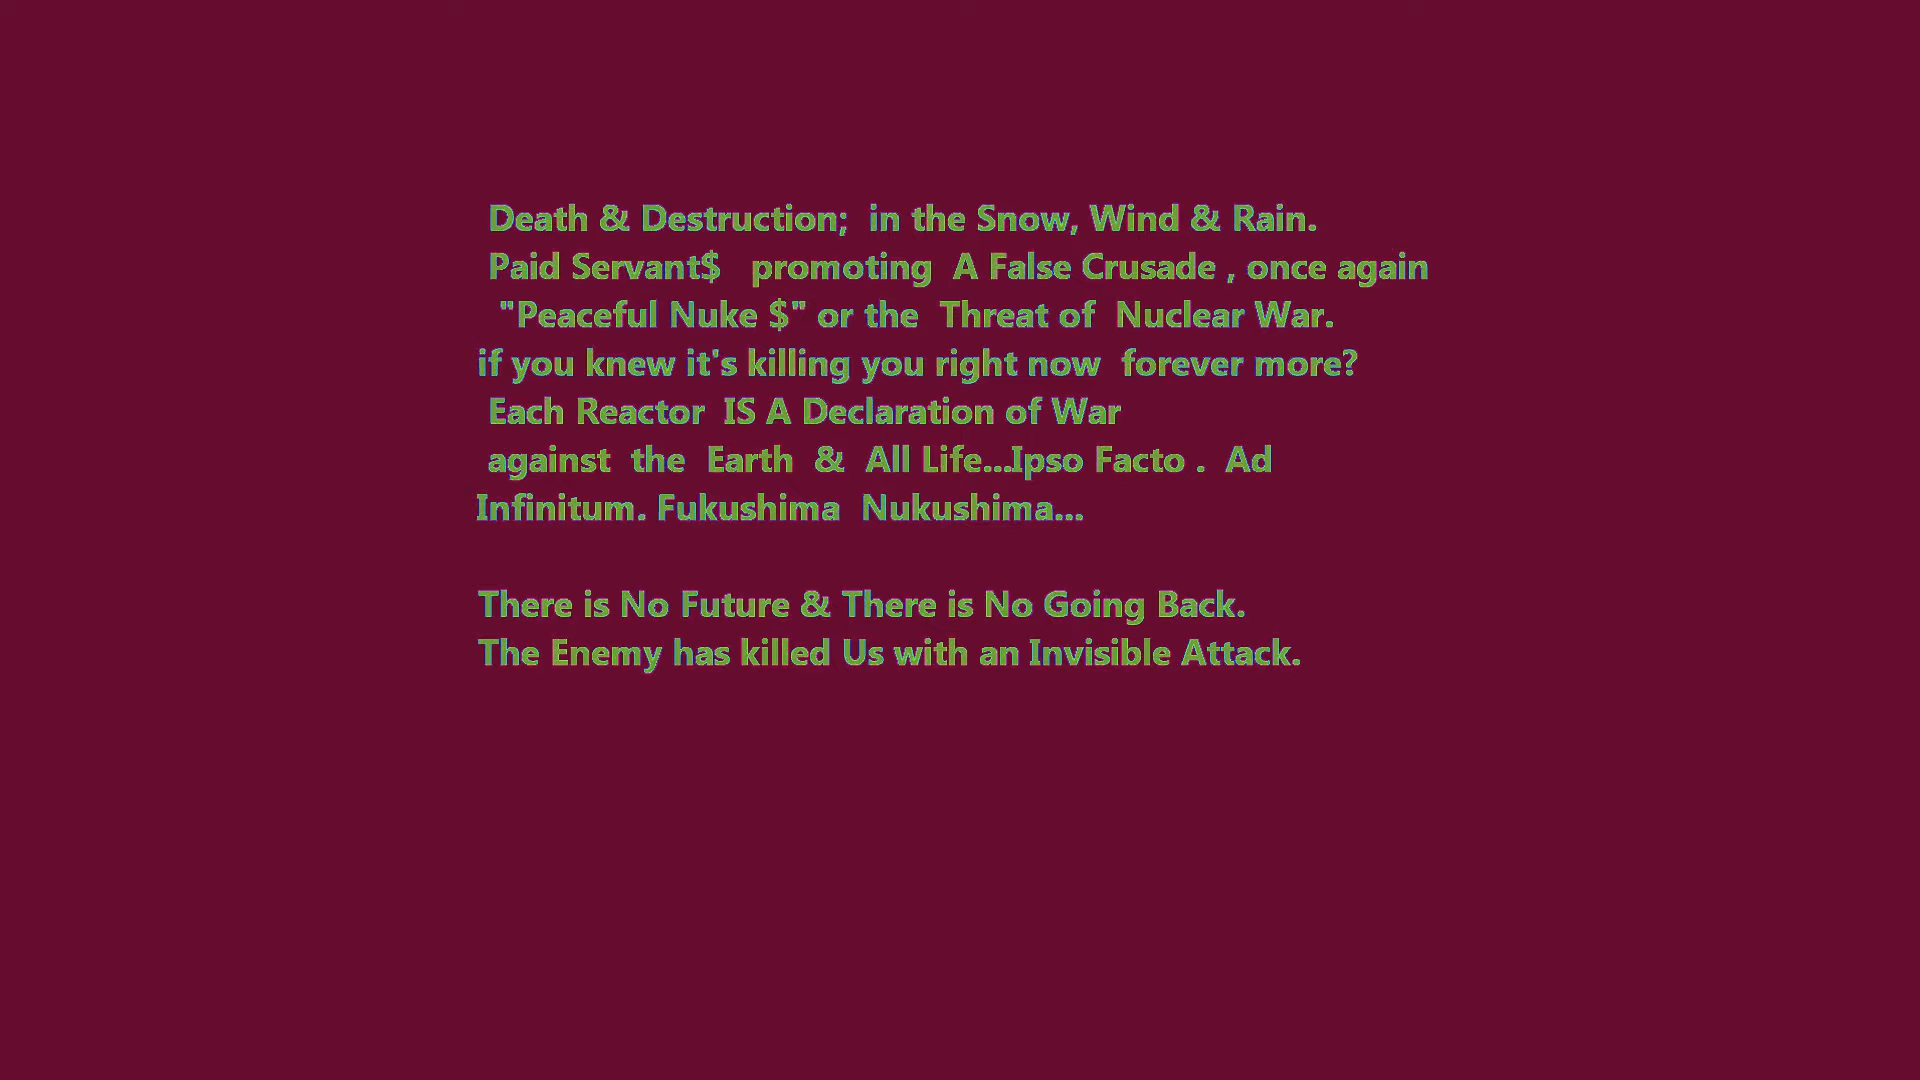 Death & Destruction; in the Snow, Wind & Rain.
Paid Servant$ promoting A False Crusade , once again
"Peaceful Nuke $" or the Threat of Nuclear War.
if you knew it's killing you right now forever more?
Each Reactor IS A Declaration of War
against the Earth & All Life...Ipso Facto . Ad
Infinitum. Fukushima Nukushima...
There is No Future & There is No Going Back.
The Enemy has killed Us with an Invisible Attack.